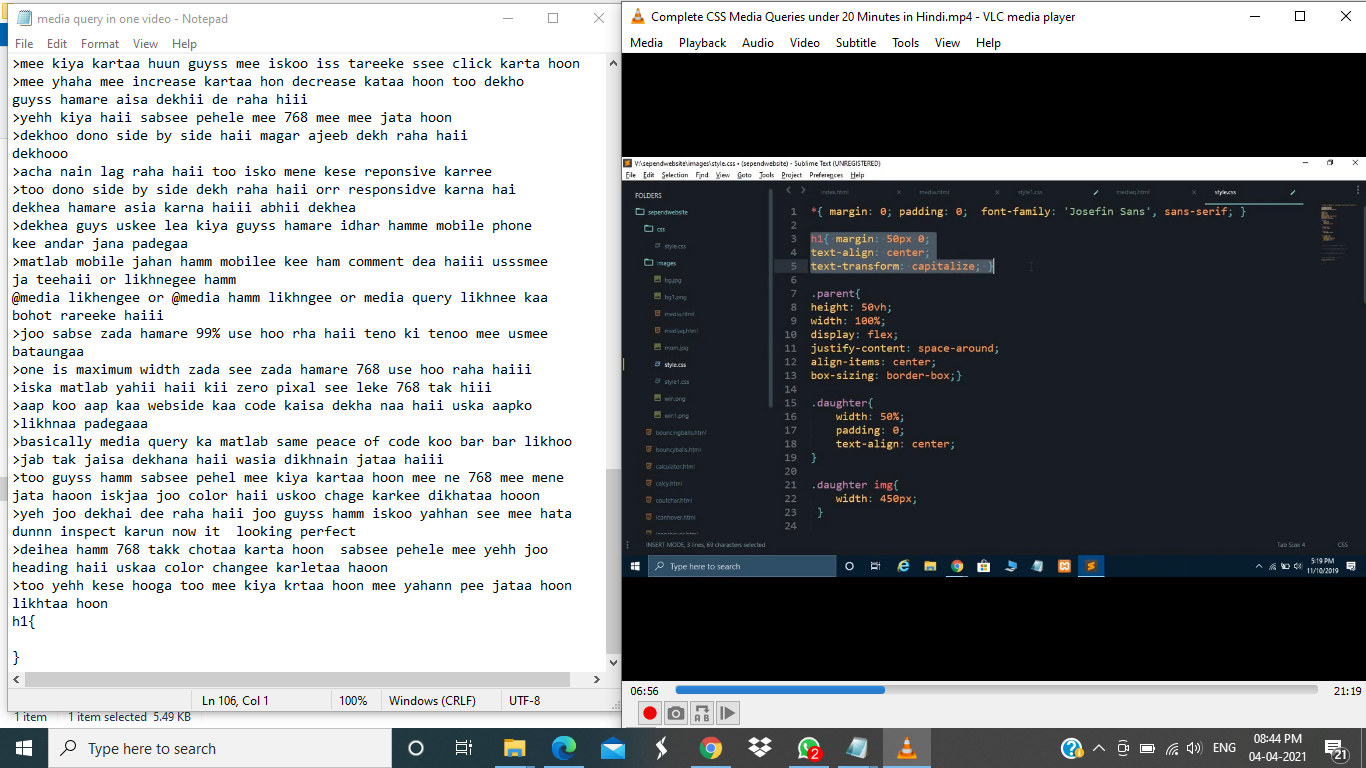 media query in one video - Notepad
File Edit Format View Help
>mee kiya kartaa huun guyss mee iskoo iss tareeke ssee click karta hoon
>mee yhaha mee increase kartaa hon decrease kataa hoon too dekho
guyss hamare aisa dekhii de raha hiii
>yehh kiya haii sabsee pehele mee 768 mee mee jata hoon
>dekhoo dono side by side haii magar ajeeb dekh raha haii
dekhooo
>acha nain lag raha haii too isko mene kese reponsive karree
>too dono side by side dekh raha haii orr responsidve karna hai
dekhea hamare asia karna haiii abhii dekhea
>dekhea guys uskee lea kiya guyss hamare idhar hamme mobile phone
kee andar jana padegaa
>matlab mobile jahan hamm mobilee kee ham comment dea haiii usssmee
ja teehaii or likhnegee hamm
@media likhengee or @media hamm likhngee or media query likhnee kaa
bohot rareeke haiii
>joo sabse zada hamare 99% use hoo rha haii teno ki tenoo mee usmee
bataungaa
>one is maximum width zada see zada hamare 768 use hoo raha haiii
>iska matlab yahii haii kii zero pixal see leke 768 tak hiii
>aap koo aap kaa webside kaa code kaisa dekha naa haii uska aapko
>likhnaa padegaaa
>basically media query ka matlab same peace of code koo bar bar likhoo
>jab tak jaisa dekhana haii wasia dikhnain jataa haiii
>too guyss hamm sabsee pehel mee kiya kartaa hoon mee ne 768 mee mene
jata haoon iskjaa joo color haii uskoo chage karkee dikhataa hooon
>yeh joo dekhai dee raha haii joo guyss hamm iskoo yahhan see mee hata
dunnn inspect karun now it  looking perfect
>deihea hamm 768 takk chotaa karta hoon  sabsee pehele mee yehh joo
heading haii uskaa color changee karletaa haoon
>too yehh kese hooga too mee kiya krtaa hoon mee yahann pee jataa hoon
likhtaa hoon
h1{
}
Ln 106, Col 1 100% Windows (CRLF) UTF-8
1 item 1 item selected 5.49 KB
Complete CSS Media Queries under 20 Minutes in Hindi.mp4 - VLC media player
Media Playback Audio Video Subtitle Tools View Help
V:\sependwebsite\images\style.css • (sependwebsite) - Sublime Text (UNREGISTERED)
File Edit Selection Find View Goto Tools Project Preferences Help
index.html media.html style1.css mediaq.html style.css
FOLDERS
sependwebsite
css
style.css
images
bg.jpg
bg1.png
media.html
mediaq.html
mom.jpg
style.css
style1.css
win.png
win1.png
bouncingballs.html
bouncyballs.html
calculator.html
calcy.html
coutchar.html
iconhover.html
1 *{ margin: 0; padding: 0;  font-family: 'Josefin Sans', sans-serif; }
2
3 h1{ margin: 50px 0;
4 text-align: center;
5 text-transform: capitalize; }
6
7 .parent{
8 height: 50vh;
9 width: 100%;
10 display: flex;
11 justify-content: space-around;
12 align-items: center;
13 box-sizing: border-box;}
14
15 .daughter{
16 width: 50%;
17 padding: 0;
18 text-align: center;
19 }
20
21 .daughter img{
22 width: 450px;
23 }
24
INSERT MODE, 3 lines, 69 characters selected Tab Size 4 CSS
Type here to search
5:19 PM
11/10/2019
06:56 21:19
Type here to search
2
ENG
08:44 PM
04-04-2021
21